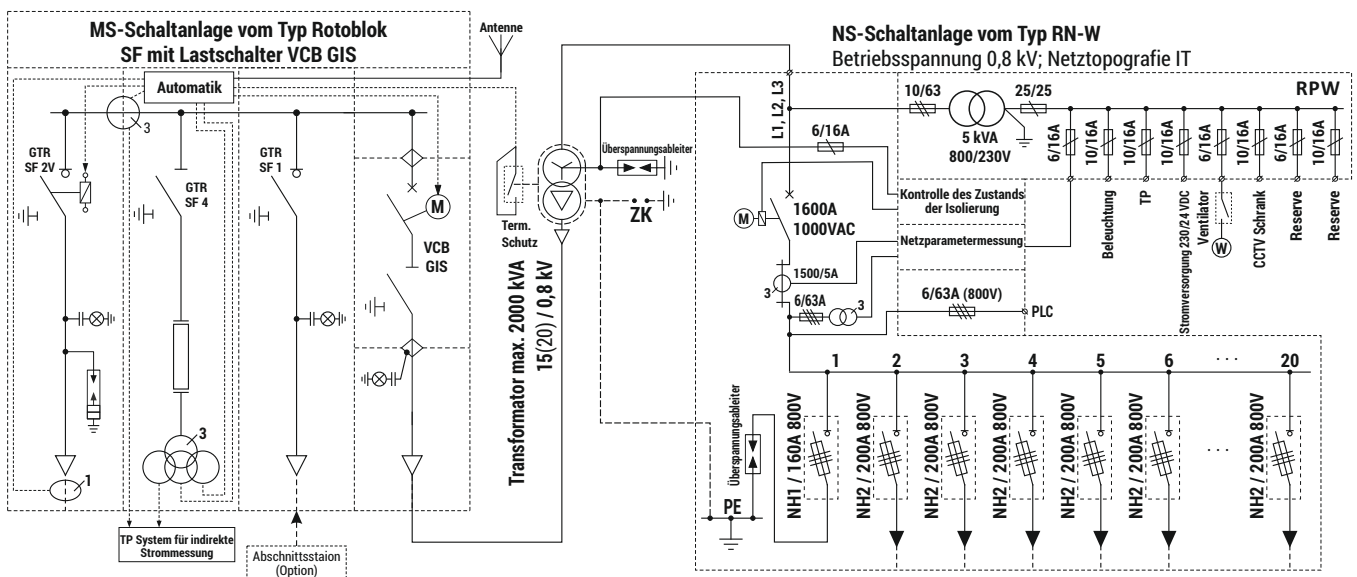 MS-Schaltanlage vom Typ Rotoblok
SF mit Lastschalter VCB GIS
Antenne
NS-Schaltanlage vom Typ RN-W
Betriebsspannung 0,8 kV; Netztopografie IT
Automatik
3
GTR
SF 2V
GTR
SF 4
GTR
SF 1
M
VCB
GIS
3
1
TP System für indirekte
Strommessung
Abschnittsstaion
(Option)
Term.
Schutz
Transformator max. 2000 kVA
15(20) / 0,8 kV
Überspannungsableiter
ZK
L1, L2, L3
10/63
25/25
RPW
5 kVA
800/230V
6/16A
6/16A
10/16A
10/16A
10/16A
6/16A
10/16A
6/16A
10/16A
Kontrolle des Zustands
der Isolierung
Netzparametermessung
M
1600A
1000VAC
1500/5A
3
6/63A
3
6/63A (800V)
PLC
Beleuchtung
TP
Stromversorgung 230/24 VDC
Ventilator
W
CCTV Schrank
Reserve
Reserve
1
2
3
4
5
6
. . .
20
Überspannungsableiter
PE
NH1 / 160A 800V
NH2 / 200A 800V
NH2 / 200A 800V
NH2 / 200A 800V
NH2 / 200A 800V
NH2 / 200A 800V
. . .
NH2 / 200A 800V